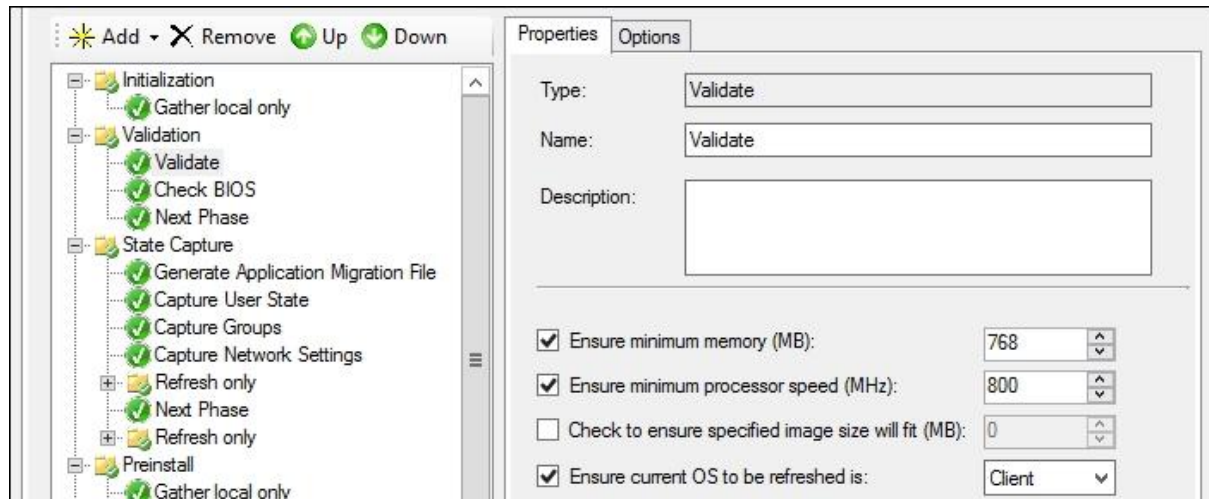 Add Remove Up Down
Initialization
Gather local only
Validation
Validate
Check BIOS
Next Phase
State Capture
Generate Application Migration File
Capture User State
Capture Groups
Capture Network Settings
Refresh only
Next Phase
Refresh only
Preinstall
Gather local only
Properties Options
Type: Validate
Name: Validate
Description:
Ensure minimum memory (MB): 768
Ensure minimum processor speed (MHz): 800
Check to ensure specified image size will fit (MB): 0
Ensure current OS to be refreshed is: Client